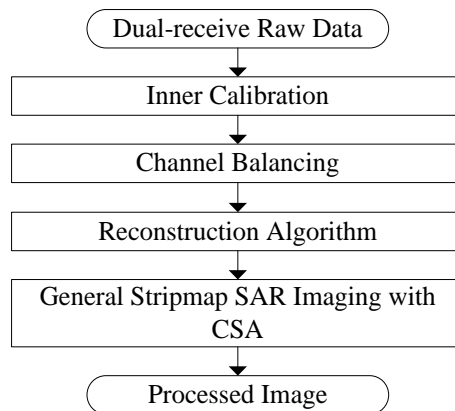 Dual-receive Raw Data
Inner Calibration
Channel Balancing
Reconstruction Algorithm
General Stripmap SAR Imaging with
CSA
Processed Image